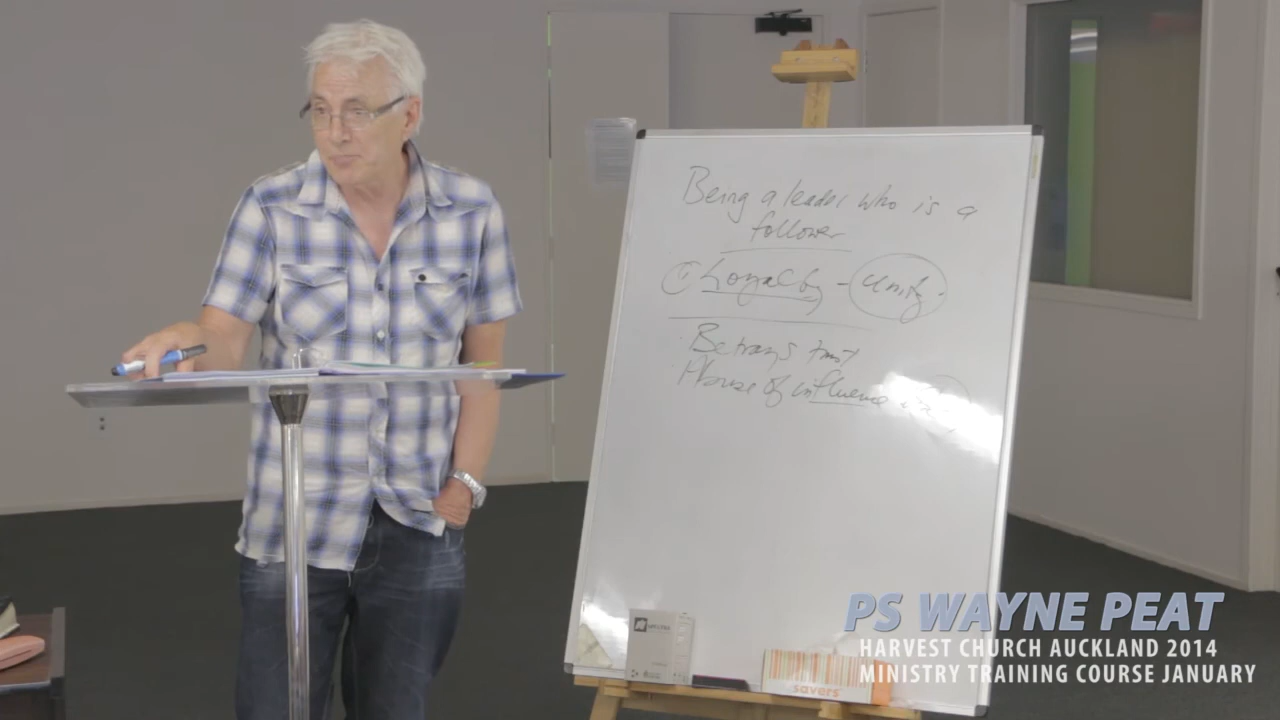 Being a leader who is a
follower
① Loyalty - Unity
Betrays trust
Abuse of influence
savers
PS WAYNE PEAT
HARVEST CHURCH AUCKLAND 2014
MINISTRY TRAINING COURSE JANUARY